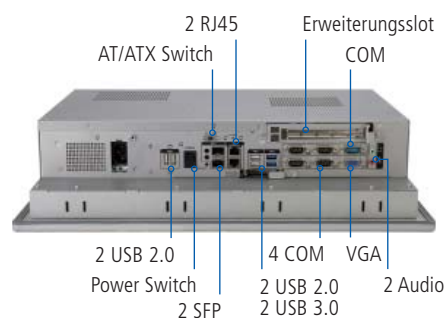 2 RJ45
Erweiterungsslot
AT/ATX Switch
COM
2 USB 2.0
4 COM
VGA
Power Switch
2 USB 2.0
2 Audio
2 SFP
2 USB 3.0